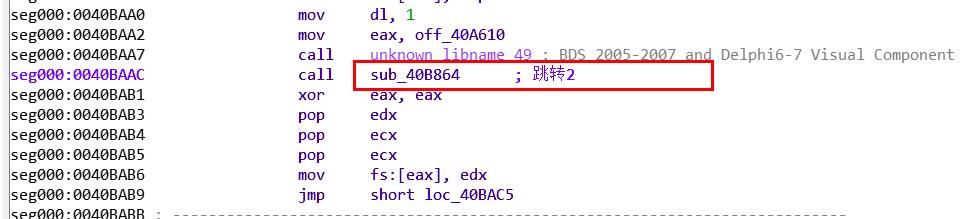 seg000:0040BAA0 mov dl, 1
seg000:0040BAA2 mov eax, off_40A610
seg000:0040BAA7 call unknown_libname_49 ; BDS 2005-2007 and Delphi6-7 Visual Component
seg000:0040BAAC call sub_40B864 ; 跳转2
seg000:0040BAB1 xor eax, eax
seg000:0040BAB3 pop edx
seg000:0040BAB4 pop ecx
seg000:0040BAB5 pop ecx
seg000:0040BAB6 mov fs:[eax], edx
seg000:0040BAB9 jmp short loc_40BAC5
seg000:0040BABB ; ---------------------------------------------------------------------------